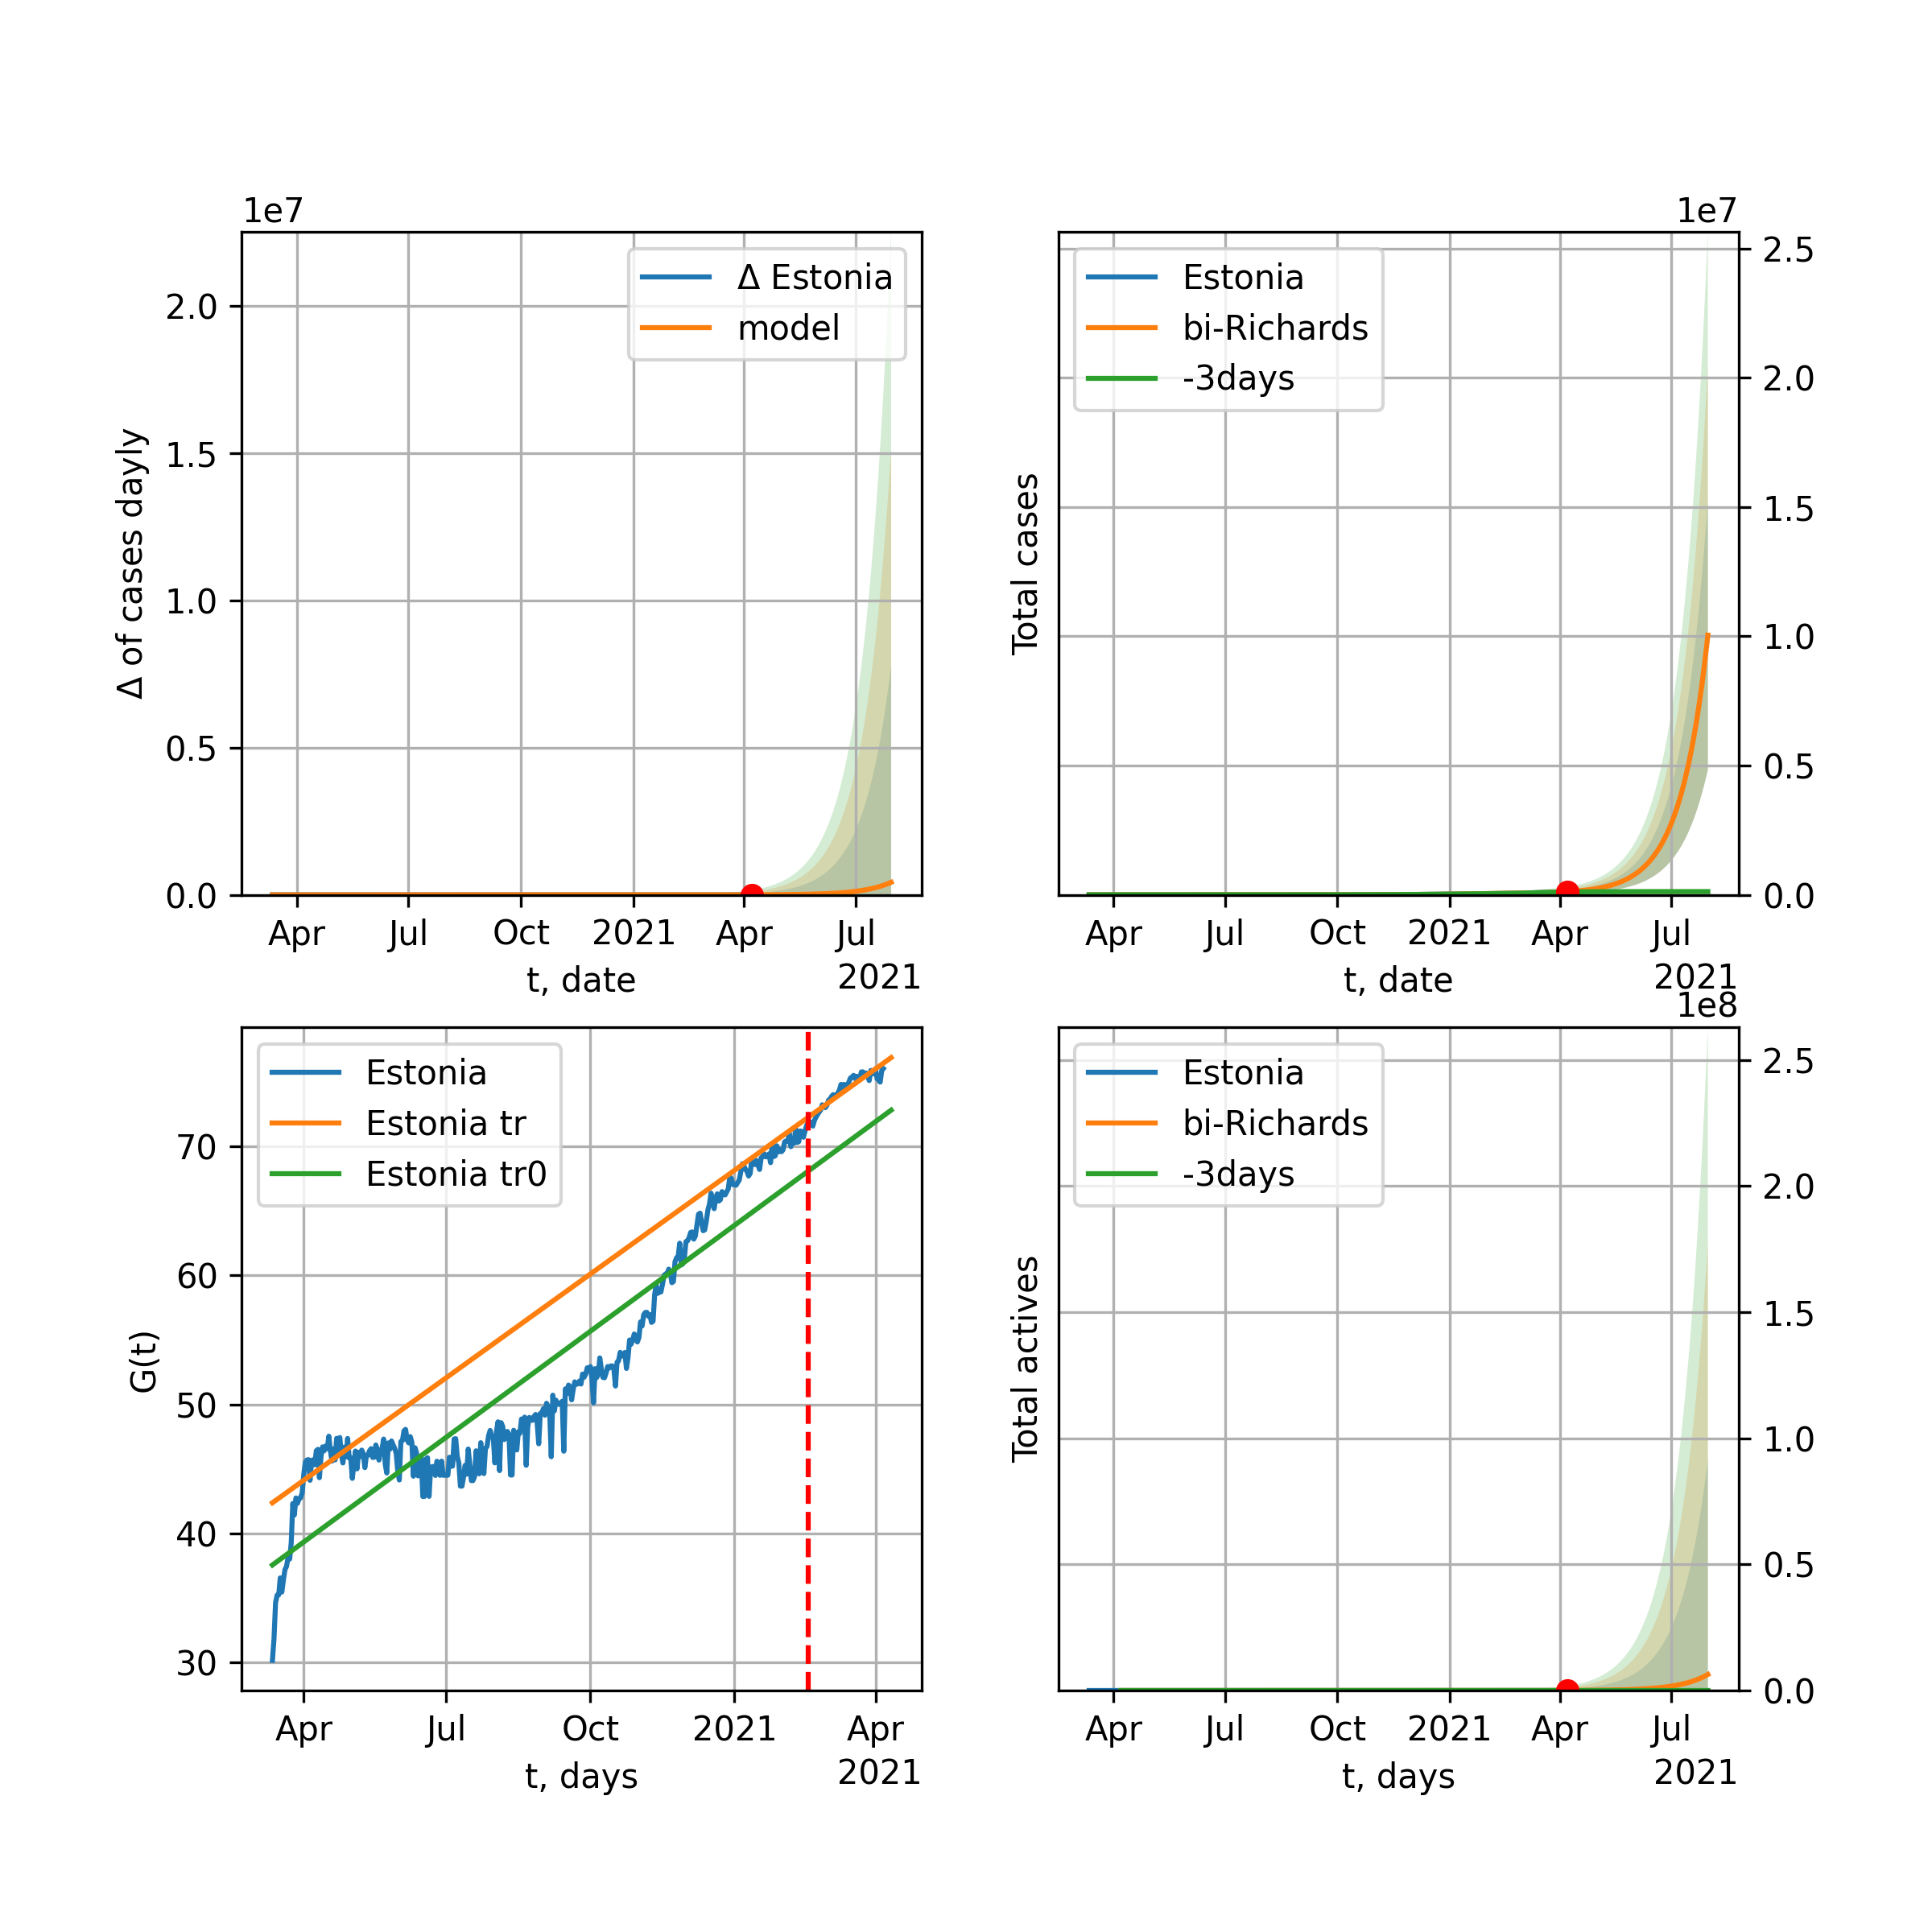 1e7
Δ of cases dayly
2.0
1.5
1.0
0.5
0.0
Δ Estonia
model
Apr Jul Oct 2021 Apr Jul
2021
t, date
1e7
Total cases
Estonia
bi-Richards
-3days
2.5
2.0
1.5
1.0
0.5
0.0
Apr Jul Oct 2021 Apr Jul
2021
t, date
G(t)
70
60
50
40
30
Estonia
Estonia tr
Estonia tr0
Apr Jul Oct 2021 Apr
2021
t, days
1e8
Total actives
Estonia
bi-Richards
-3days
2.5
2.0
1.5
1.0
0.5
0.0
Apr Jul Oct 2021 Apr Jul
2021
t, days